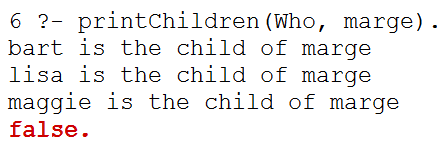 6 ?- printChildren(Who, marge).
bart is the child of marge
lisa is the child of marge
maggie is the child of marge
false.